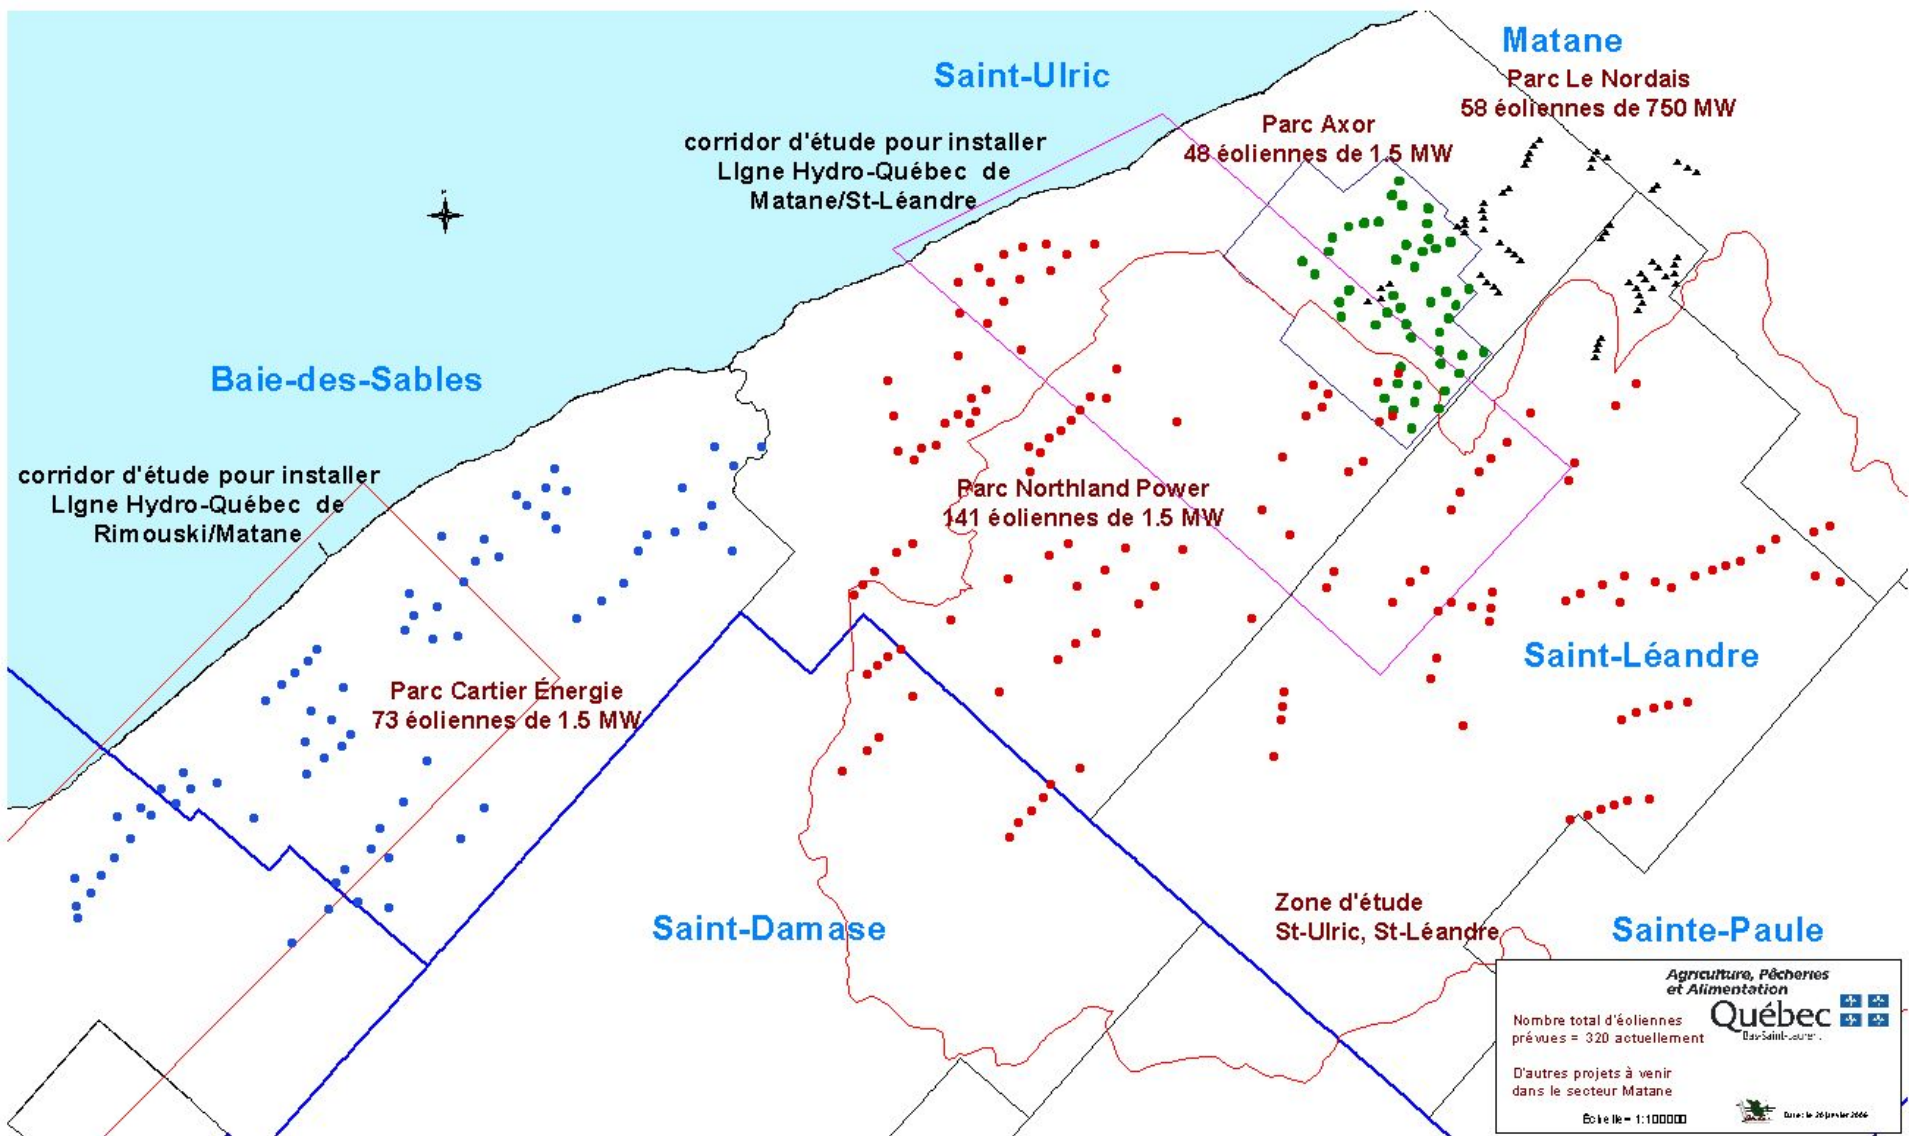 Matane
Parc Le Nordais
58 éoliennes de 750 MW
Saint-Ulric
Parc Axor
48 éoliennes de 1.5 MW
corridor d'étude pour installer
LIgne Hydro-Québec de
Matane/St-Léandre
Baie-des-Sables
corridor d'étude pour installer
LIgne Hydro-Québec de
Rimouski/Matane
Parc Northland Power
141 éoliennes de 1.5 MW
Saint-Léandre
Parc Cartier Énergie
73 éoliennes de 1.5 MW
Zone d'étude
St-Ulric, St-Léandre
Saint-Damase
Sainte-Paule
Agriculture, Pêcheries
et Alimentation
Québec
Bas-Saint-Laurent
Nombre total d'éoliennes
prévues = 320 actuellement
D'autres projets à venir
dans le secteur Matane
Échelle= 1:100000